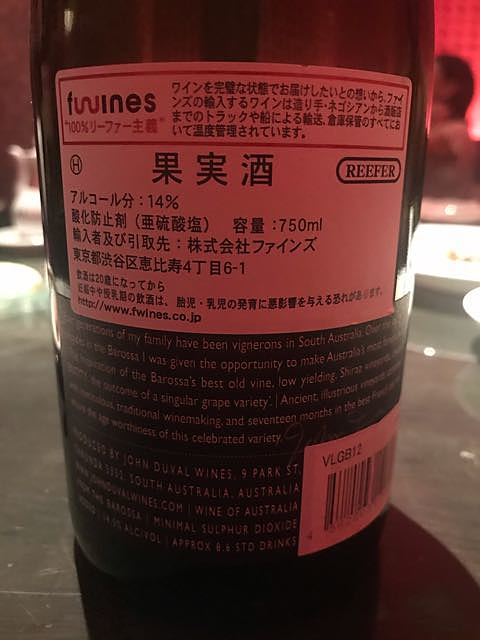 fwines
"100%リーファー主義"
ワインを完璧な状態でお届けしたいとの想いから、ファイ
ンズの輸入するワインは造り手・ネゴシアンから酒販店
までのトラックや船による輸送、倉庫保管のすべてにお
いて温度管理されています。
H
果実酒
REEFER
アルコール分：14%
酸化防止剤（亜硫酸塩） 容量：750ml
輸入者及び引取先：株式会社ファインズ
東京都渋谷区恵比寿4丁目6-1
飲酒は20歳になってから
妊娠中や授乳期の飲酒は、胎児・乳児の発育に悪影響を与える恐れがあります。
http://www.fwines.co.jp
generations of my family have been vignerons in South Australia. Over
in the Barossa I was given the opportunity to make Australia's most
inspiration of the Barossa's best old vine, low yielding, Shiraz vineyards,
the outcome of a singular grape variety'. Ancient, illustrious vineyards,
traditional winemaking, and seventeen months in the best French
the age worthiness of this celebrated variety.
PRODUCED BY JOHN DUVAL WINES, 9 PARK ST,
TANUNDA 5352, SOUTH AUSTRALIA, AUSTRALIA
WWW.JOHNDUVALWINES.COM | WINE OF AUSTRALIA
FROM THE BAROSSA | MINIMAL SULPHUR DIOXIDE
14.5% ALC/VOL | APPROX 8.6 STD DRINKS
VLGB12